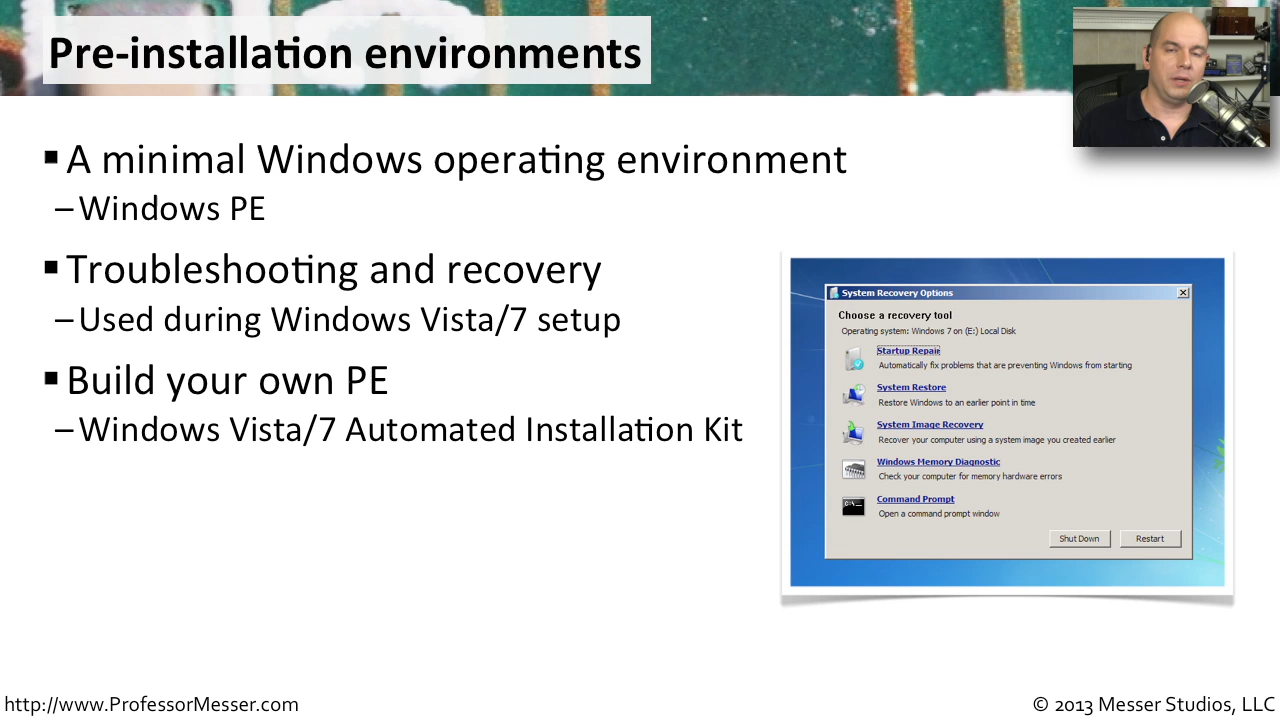 Pre-installation environments
▪ A minimal Windows operating environment
– Windows PE
▪ Troubleshooting and recovery
– Used during Windows Vista/7 setup
▪ Build your own PE
– Windows Vista/7 Automated Installation Kit
System Recovery Options
Choose a recovery tool
Operating system: Windows 7 on (E:) Local Disk
Startup Repair
Automatically fix problems that are preventing Windows from starting
System Restore
Restore Windows to an earlier point in time
System Image Recovery
Recover your computer using a system image you created earlier
Windows Memory Diagnostic
Check your computer for memory hardware errors
Command Prompt
Open a command prompt window
Shut Down
Restart
http://www.ProfessorMesser.com
© 2013 Messer Studios, LLC